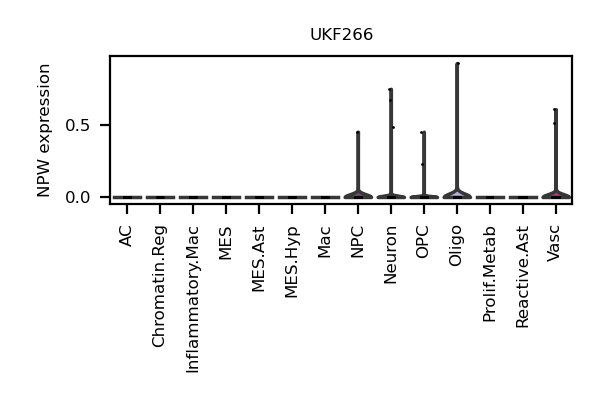 UKF266
NPW expression
0.5
0.0
AC
Chromatin.Reg
Inflammatory.Mac
MES
MES.Ast
MES.Hyp
Mac
NPC
Neuron
OPC
Oligo
Prolif.Metab
Reactive.Ast
Vasc